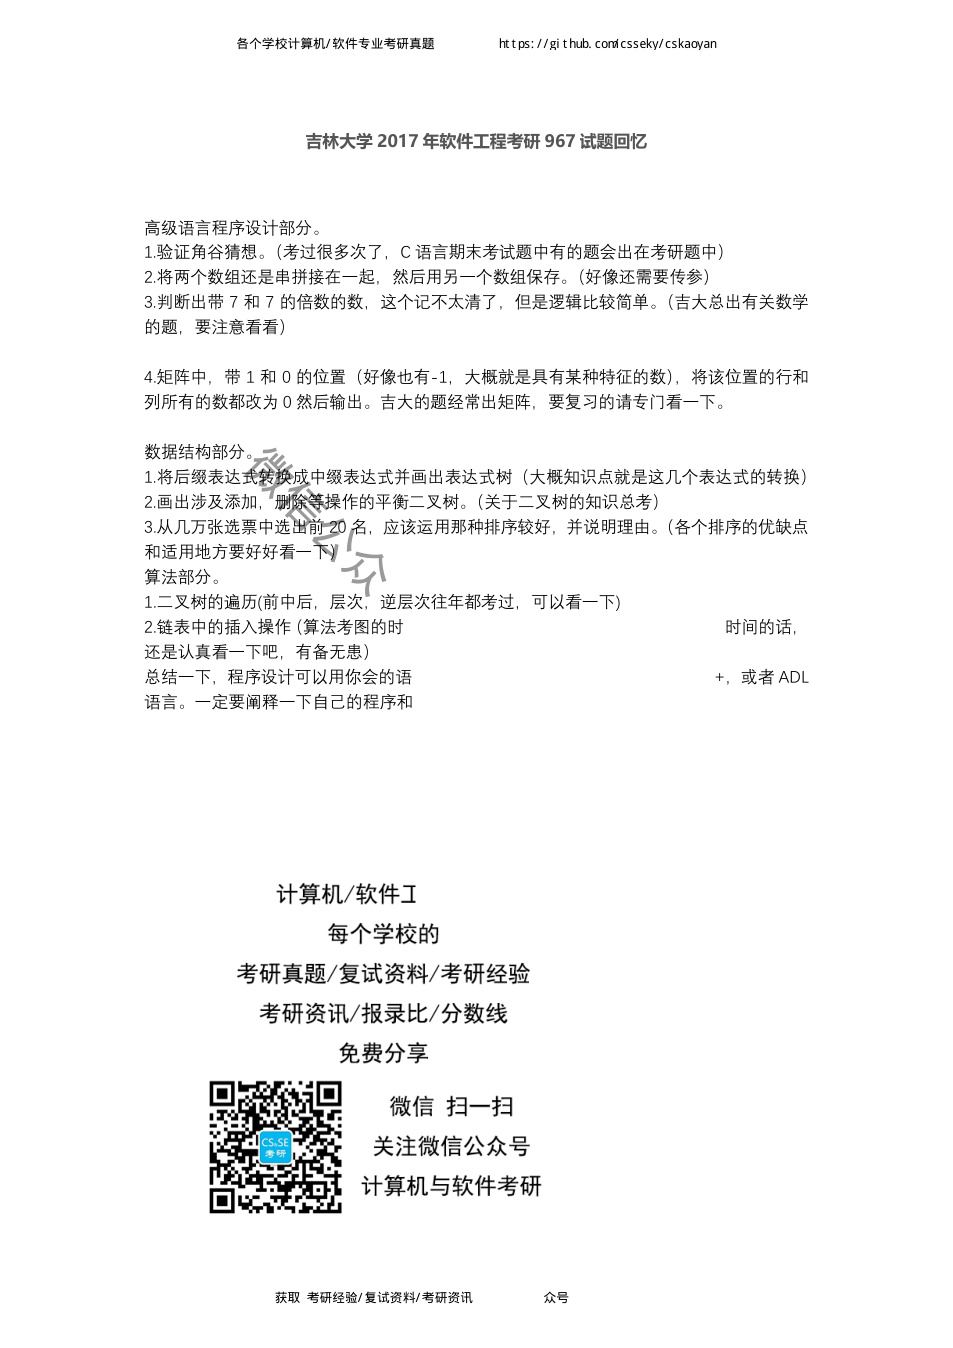 各个学校计算机/软件专业考研真题 https://github.com/csseky/cskaoyan
吉林大学 2017 年软件工程考研 967 试题回忆
高级语言程序设计部分。
1.验证角谷猜想。（考过很多次了，C 语言期末考试题中有的题会出在考研题中）
2.将两个数组还是串拼接在一起，然后用另一个数组保存。（好像还需要传参）
3.判断出带 7 和 7 的倍数的数，这个记不太清了，但是逻辑比较简单。（吉大总出有关数学
的题，要注意看看）
4.矩阵中，带 1 和 0 的位置（好像也有-1，大概就是具有某种特征的数），将该位置的行和
列所有的数都改为 0 然后输出。吉大的题经常出矩阵，要复习的请专门看一下。
数据结构部分。
1.将后缀表达式转换成中缀表达式并画出表达式树（大概知识点就是这几个表达式的转换）
2.画出涉及添加，删除等操作的平衡二叉树。（关于二叉树的知识总考）
3.从几万张选票中选出前 20 名，应该运用那种排序较好，并说明理由。（各个排序的优缺点
和适用地方要好好看一下）
微信公众
算法部分。
1.二叉树的遍历(前中后，层次，逆层次往年都考过，可以看一下)
2.链表中的插入操作 (算法考图的时 时间的话，
还是认真看一下吧，有备无患）
总结一下，程序设计可以用你会的语 +，或者 ADL
语言。一定要阐释一下自己的程序和
计算机/软件工
每个学校的
考研真题/复试资料/考研经验
考研资讯/报录比/分数线
免费分享
CS&SE
考研
微信 扫一扫
关注微信公众号
计算机与软件考研
获取 考研经验/复试资料/考研资讯 众号